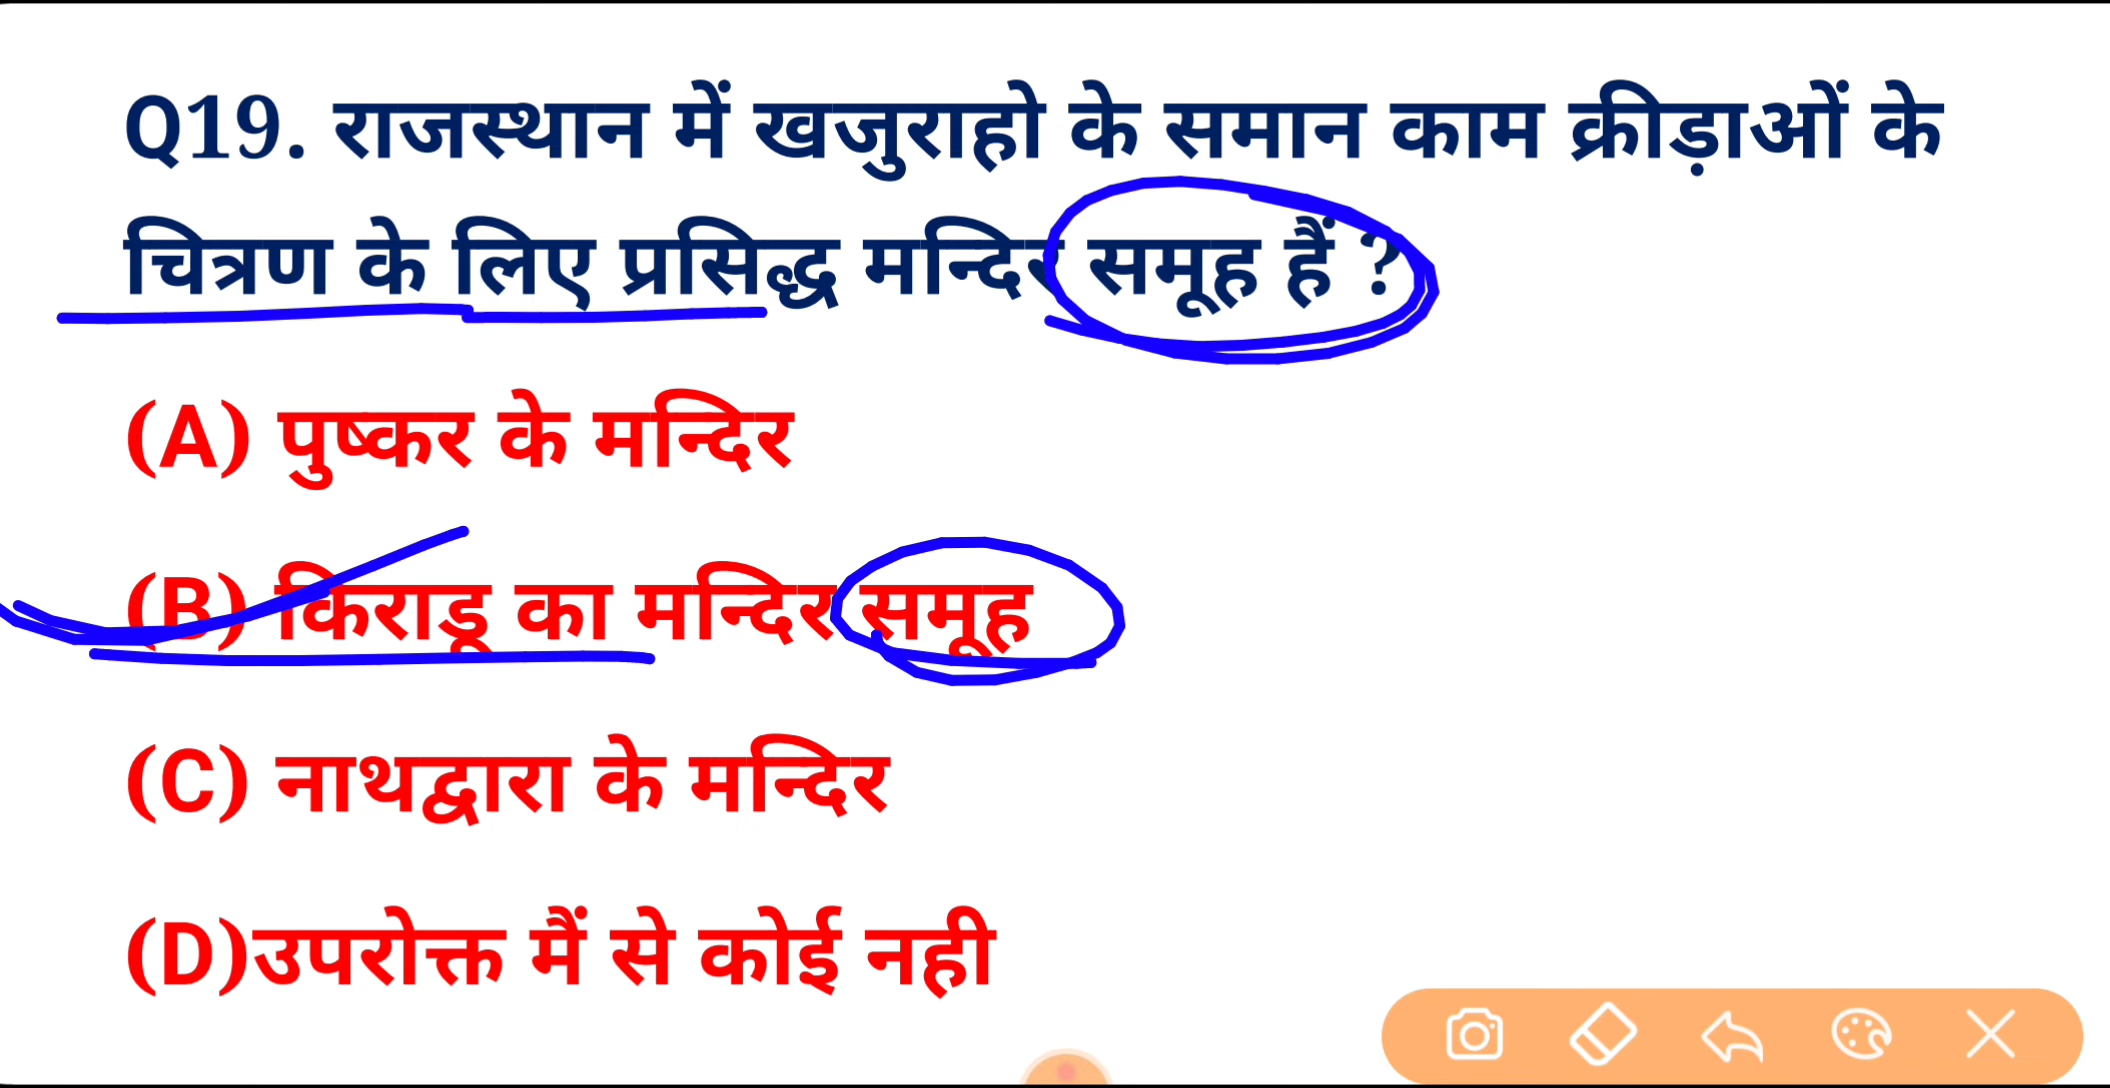 Q19. राजस्थान में खजुराहो के समान काम क्रीड़ाओं के
चित्रण के लिए प्रसिद्ध मन्दिर समूह हैं ?
(A) पुष्कर के मन्दिर
(B) किराडू का मन्दिर समूह
(C) नाथद्वारा के मन्दिर
(D)उपरोक्त मैं से कोई नही